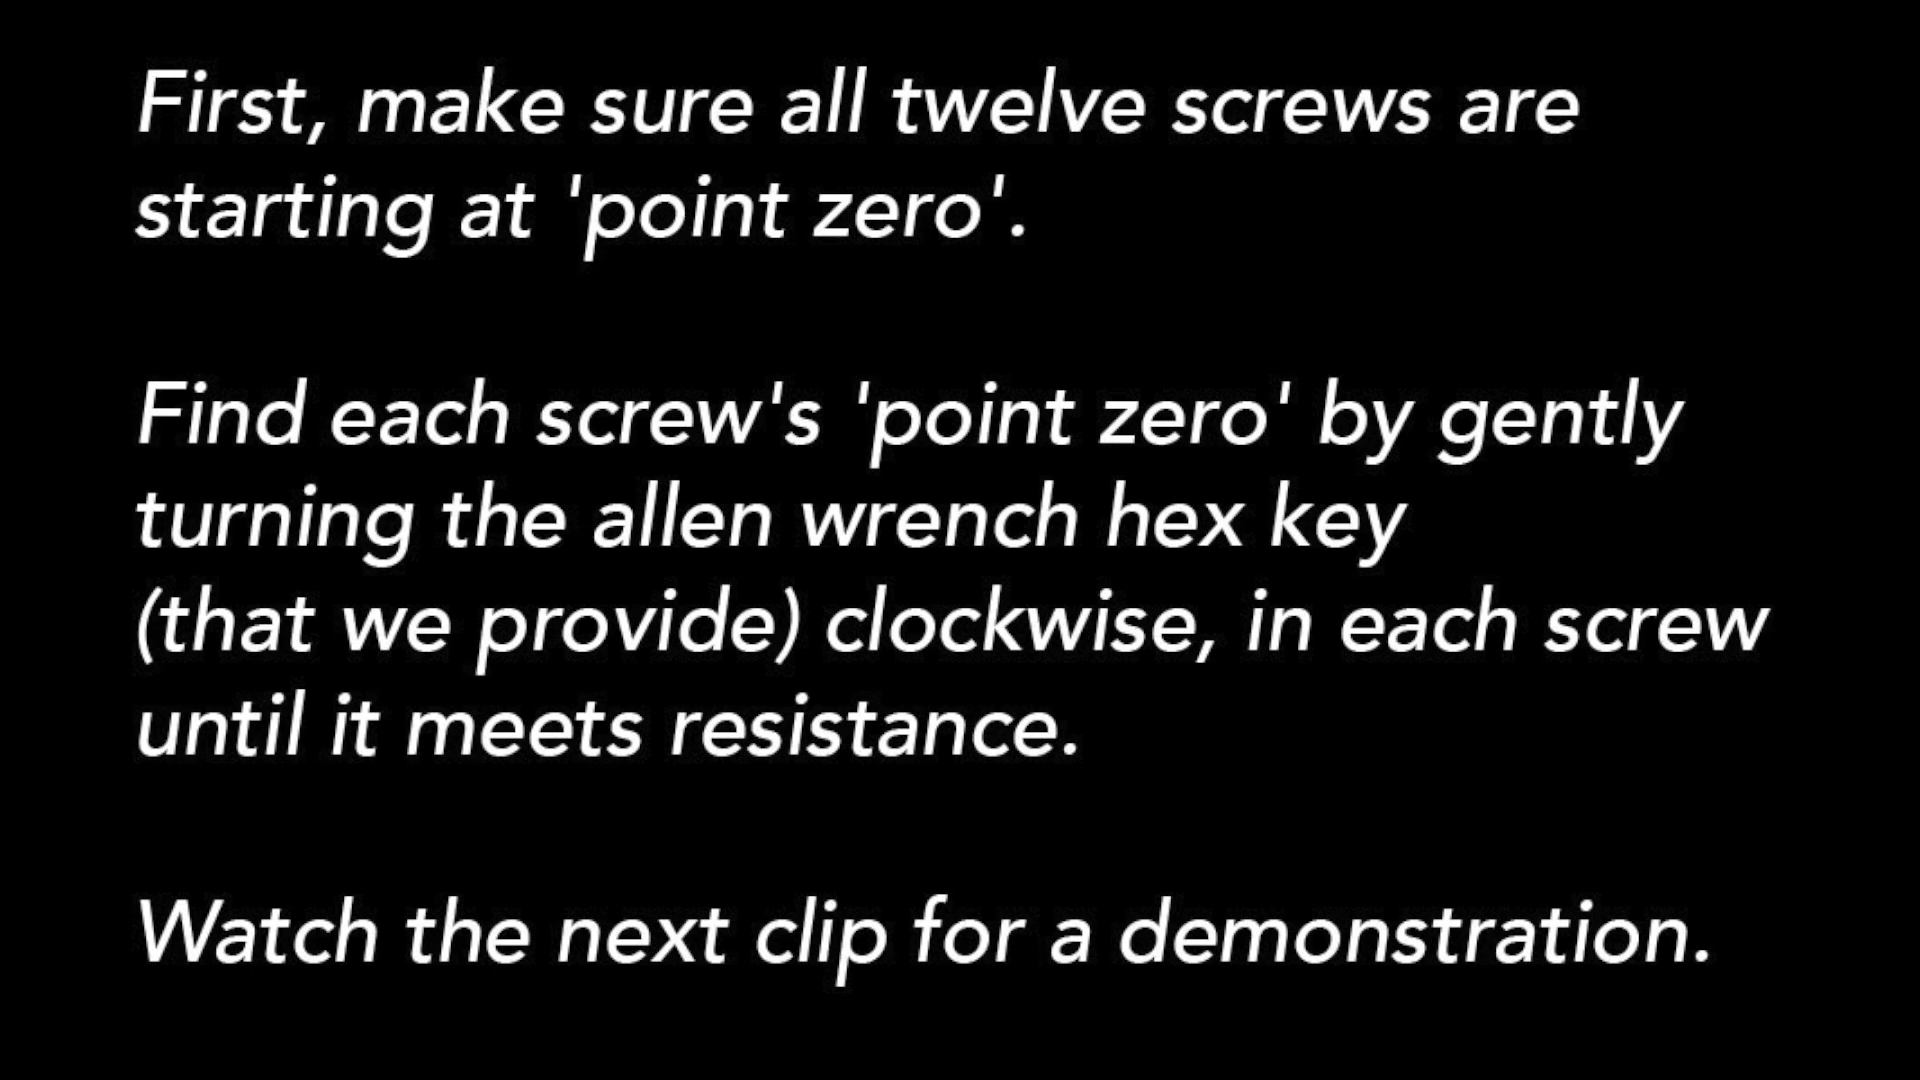 First, make sure all twelve screws are
starting at 'point zero'.
Find each screw's 'point zero' by gently
turning the allen wrench hex key
(that we provide) clockwise, in each screw
until it meets resistance.
Watch the next clip for a demonstration.